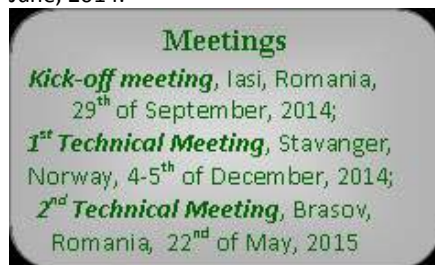 June, 2014.
Meetings
Kick-off meeting, Iasi, Romania,
29th of September, 2014;
1st Technical Meeting, Stavanger,
Norway, 4-5th of December, 2014;
2nd Technical Meeting, Brasov,
Romania, 22nd of May, 2015